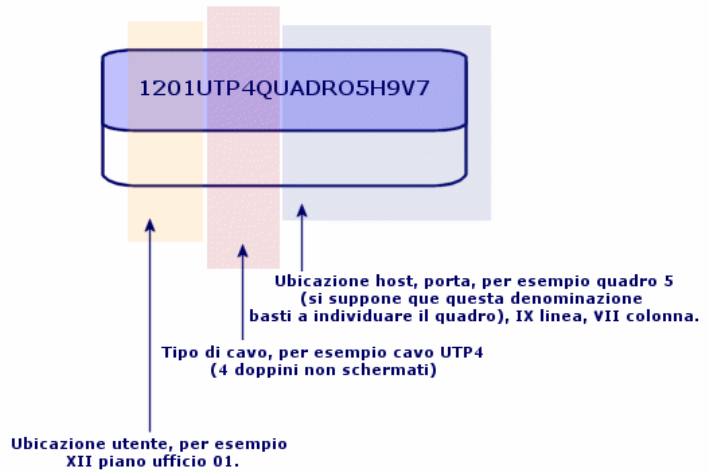 1201UTP4QUADRO5H9V7
Ubicazione host, porta, per esempio quadro 5
(si suppone que questa denominazione
basti a individuare il quadro), IX linea, VII colonna.
Tipo di cavo, per esempio cavo UTP4
(4 doppini non schermati)
Ubicazione utente, per esempio
XII piano ufficio 01.